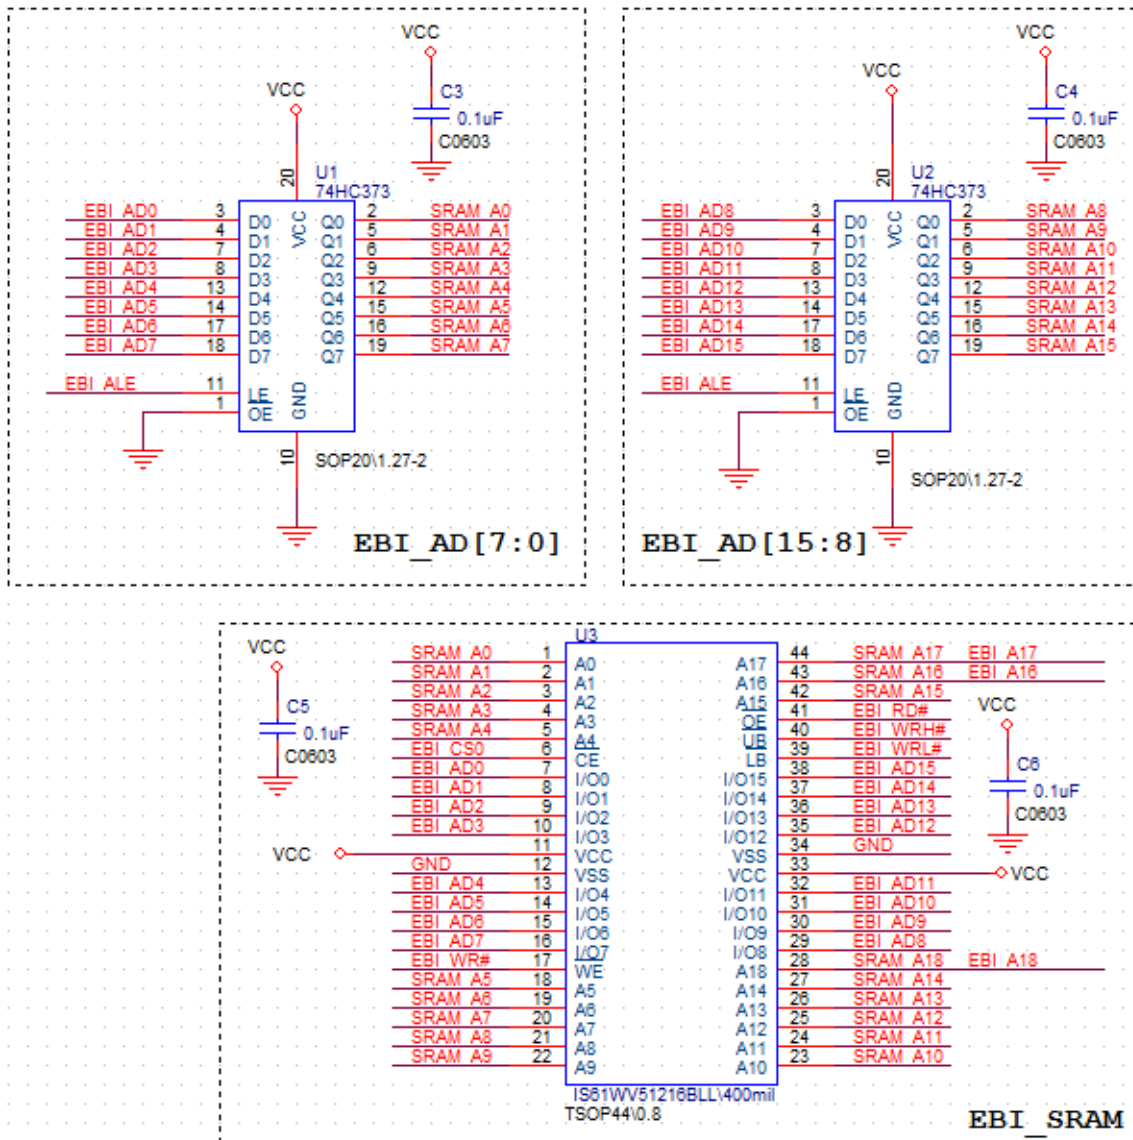 VCC
C3
0.1uF
C0603
VCC
20
U1
74HC373
EBI_AD0 3 D0 VCC Q0 2 SRAM_A0
EBI_AD1 4 D1 Q1 5 SRAM_A1
EBI_AD2 7 D2 Q2 6 SRAM_A2
EBI_AD3 8 D3 Q3 9 SRAM_A3
EBI_AD4 13 D4 Q4 12 SRAM_A4
EBI_AD5 14 D5 Q5 15 SRAM_A5
EBI_AD6 17 D6 Q6 16 SRAM_A6
EBI_AD7 18 D7 Q7 19 SRAM_A7
EBI_ALE 11 LE GND
1 OE
10
SOP20\1.27-2
EBI_AD[7:0]
VCC
C4
0.1uF
C0603
VCC
20
U2
74HC373
EBI_AD8 3 D0 VCC Q0 2 SRAM_A8
EBI_AD9 4 D1 Q1 5 SRAM_A9
EBI_AD10 7 D2 Q2 6 SRAM_A10
EBI_AD11 8 D3 Q3 9 SRAM_A11
EBI_AD12 13 D4 Q4 12 SRAM_A12
EBI_AD13 14 D5 Q5 15 SRAM_A13
EBI_AD14 17 D6 Q6 16 SRAM_A14
EBI_AD15 18 D7 Q7 19 SRAM_A15
EBI_ALE 11 LE GND
1 OE
10
SOP20\1.27-2
EBI_AD[15:8]
VCC
C5
0.1uF
C0603
U3
SRAM_A0 1 A0 A17 44 SRAM_A17 EBI_A17
SRAM_A1 2 A1 A16 43 SRAM_A16 EBI_A16
SRAM_A2 3 A2 A15 42 SRAM_A15
SRAM_A3 4 A3 OE 41 EBI_RD#
SRAM_A4 5 A4 UB 40 EBI_WRH#
EBI_CS0 6 CE LB 39 EBI_WRL#
EBI_AD0 7 I/O0 I/O15 38 EBI_AD15
EBI_AD1 8 I/O1 I/O14 37 EBI_AD14
EBI_AD2 9 I/O2 I/O13 36 EBI_AD13
EBI_AD3 10 I/O3 I/O12 35 EBI_AD12
VCC 11 VCC VSS 34 GND
GND 12 VSS VCC 33 VCC
EBI_AD4 13 I/O4 I/O11 32 EBI_AD11
EBI_AD5 14 I/O5 I/O10 31 EBI_AD10
EBI_AD6 15 I/O6 I/O9 30 EBI_AD9
EBI_AD7 16 I/O7 I/O8 29 EBI_AD8
EBI_WR# 17 WE A18 28 SRAM_A18 EBI_A18
SRAM_A5 18 A5 A14 27 SRAM_A14
SRAM_A6 19 A6 A13 26 SRAM_A13
SRAM_A7 20 A7 A12 25 SRAM_A12
SRAM_A8 21 A8 A11 24 SRAM_A11
SRAM_A9 22 A9 A10 23 SRAM_A10
IS61WV51216BLL\400mil
TSOP44\0.8
VCC
C6
0.1uF
C0603
EBI_SRAM